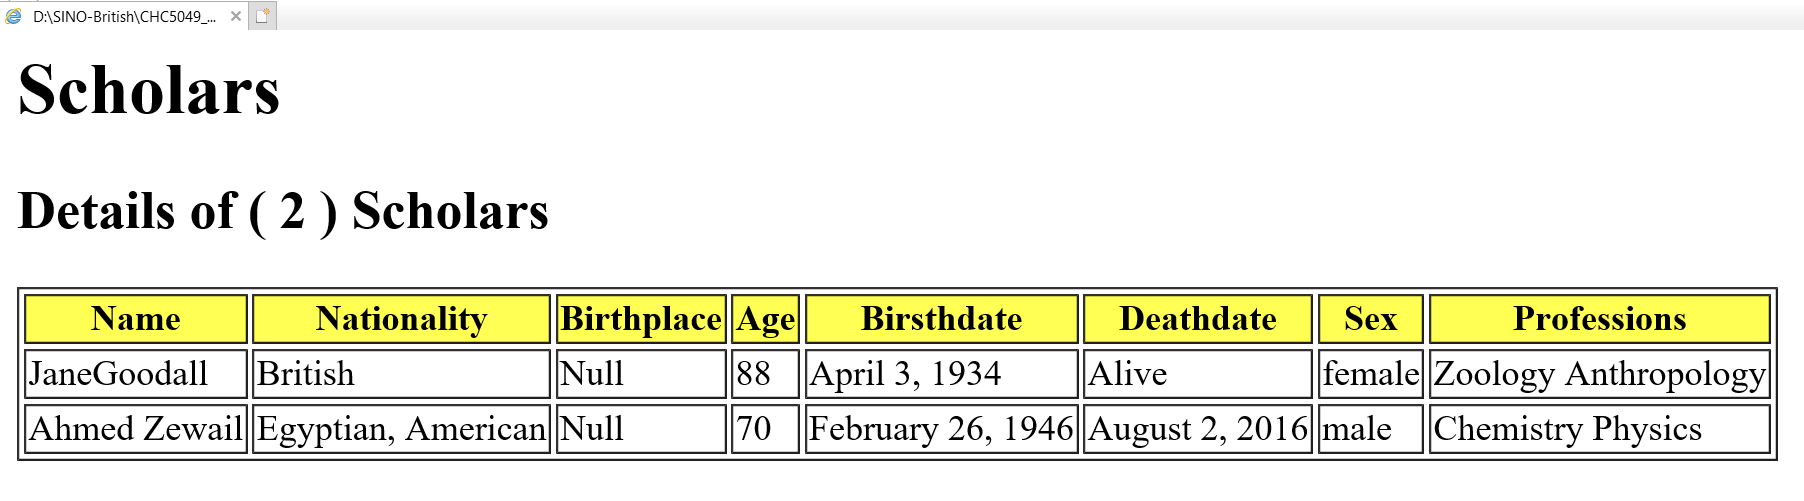 D:\SINO-British\CHC5049_...
Scholars
Details of ( 2 ) Scholars
Name Nationality Birthplace Age Birsthdate Deathdate Sex Professions
JaneGoodall British Null 88 April 3, 1934 Alive female Zoology Anthropology
Ahmed Zewail Egyptian, American Null 70 February 26, 1946 August 2, 2016 male Chemistry Physics